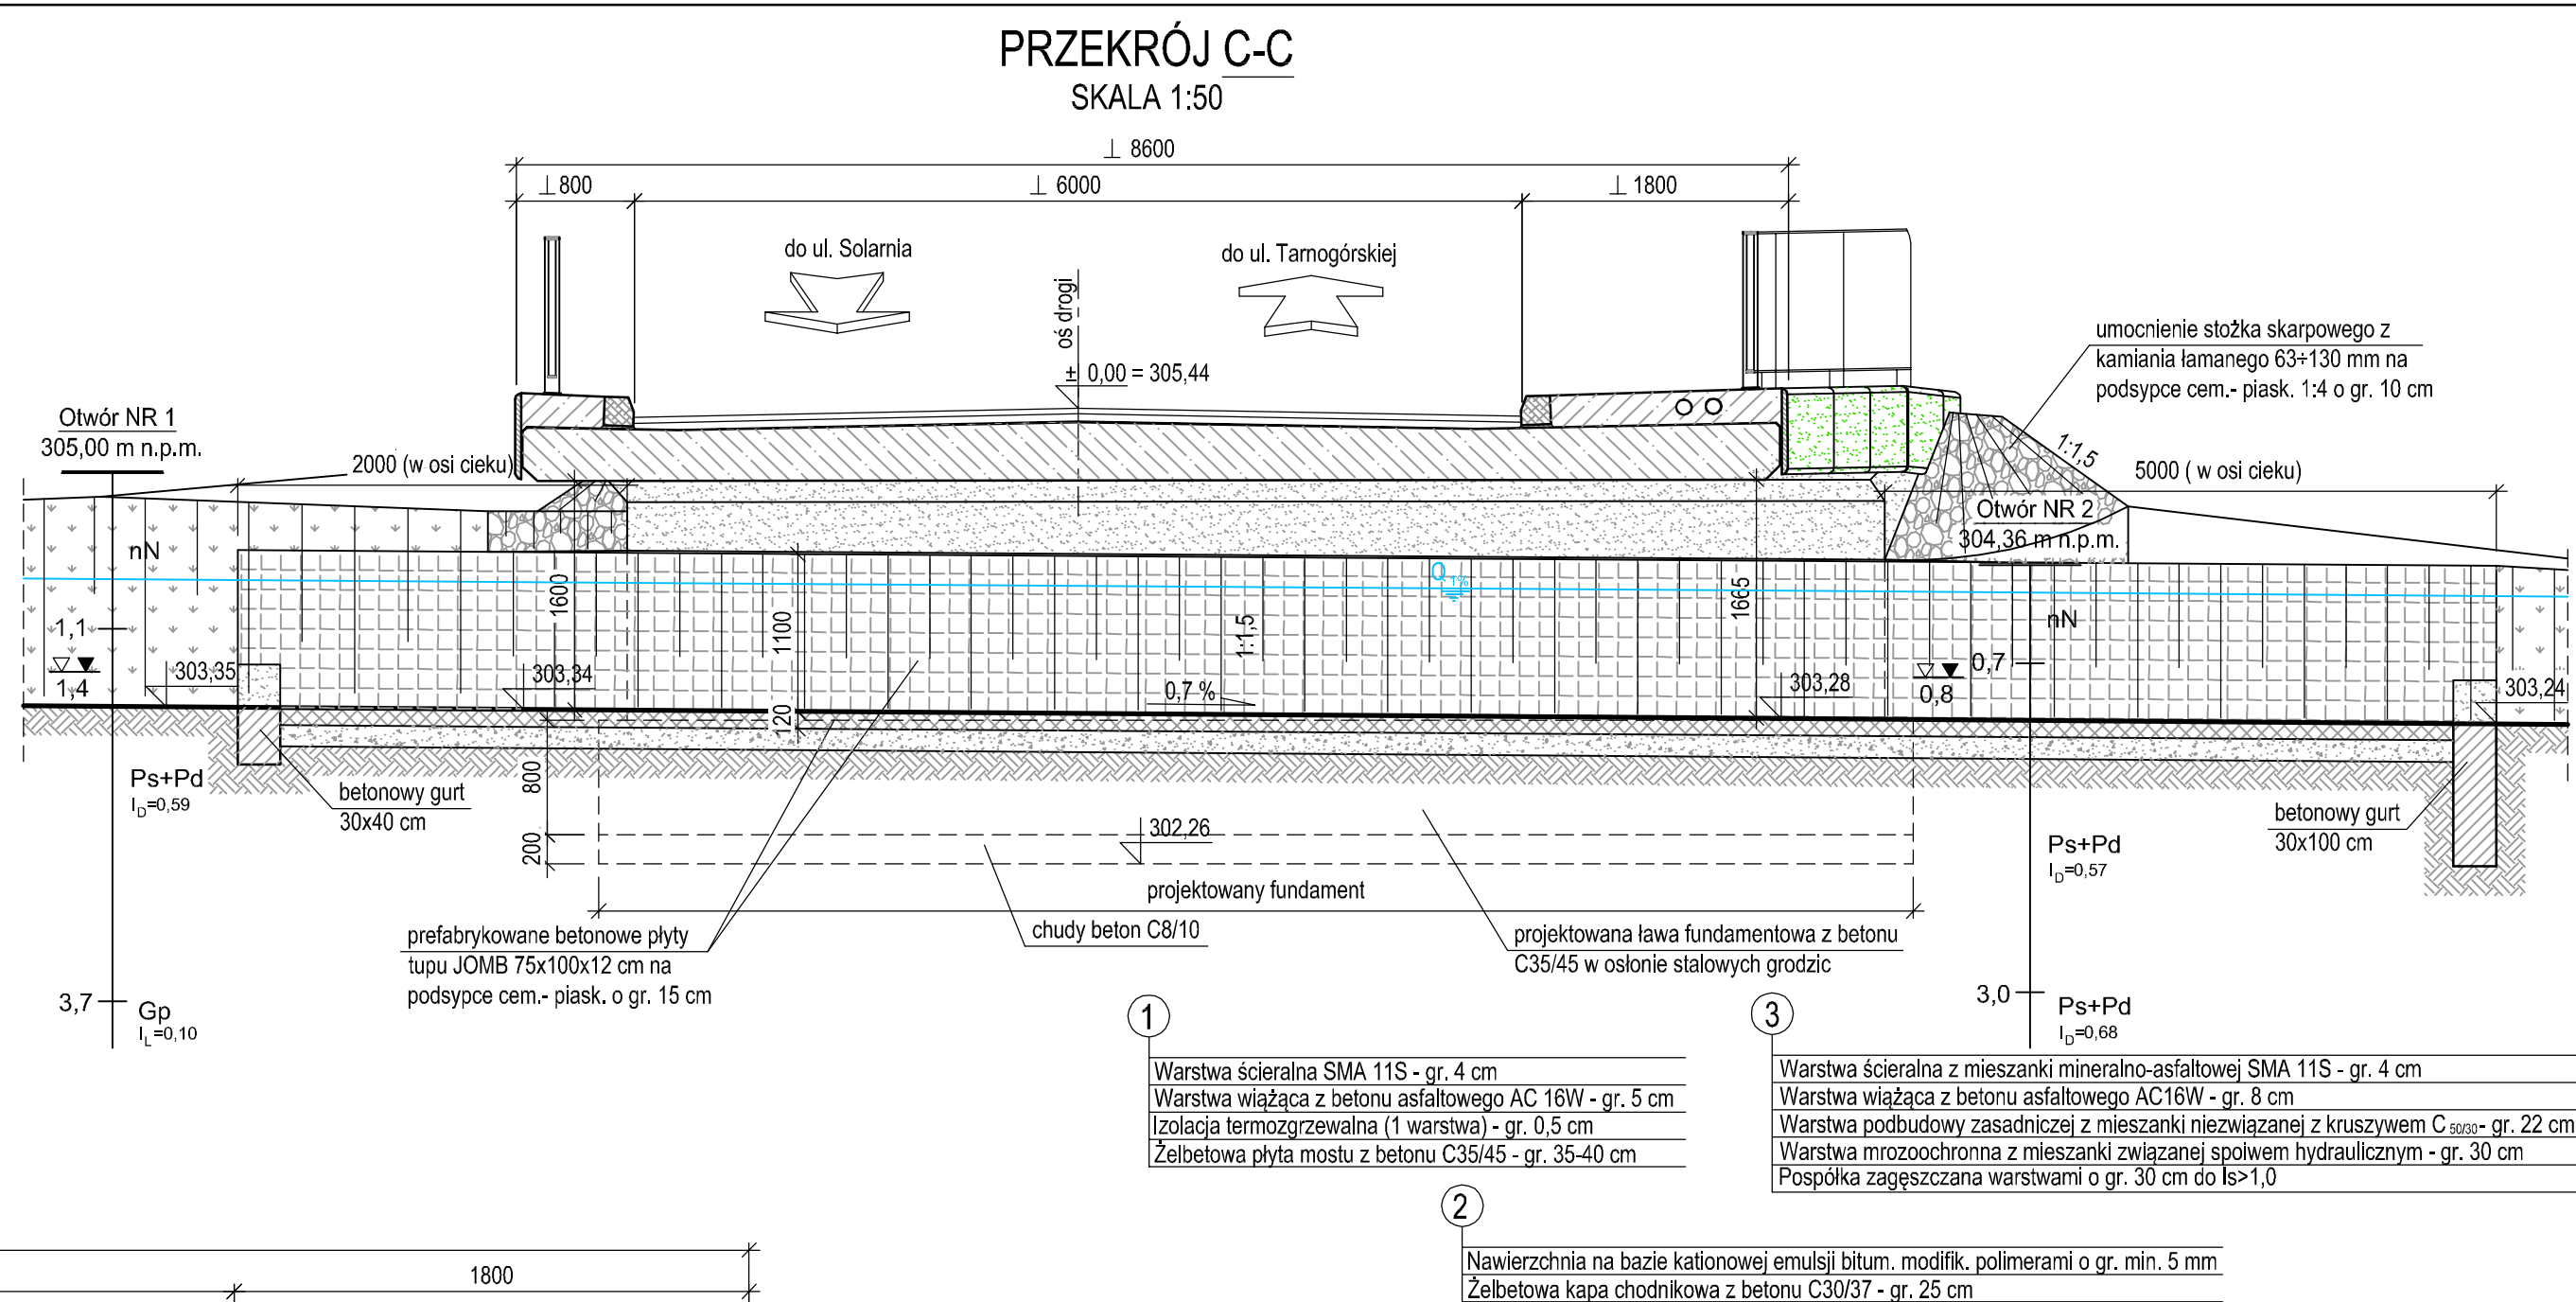 PRZEKRÓJ C-C
SKALA 1:50
⊥ 8600
⊥ 800
⊥ 6000
⊥ 1800
do ul. Solarnia
do ul. Tarnogórskiej
oś drogi
± 0,00 = 305,44
umocnienie stożka skarpowego z
kamiania łamanego 63÷130 mm na
podsypce cem.- piask. 1:4 o gr. 10 cm
1:1,5
Otwór NR 1
305,00 m n.p.m.
2000 (w osi cieku)
5000 ( w osi cieku)
Otwór NR 2
304,36 m n.p.m.
nN
Q 1%
1600
1100
1:1,5
1665
nN
1,1
1,4
303,35
303,34
0,7 %
303,28
0,7
0,8
303,24
120
800
200
Ps+Pd
ID=0,59
betonowy gurt
30x40 cm
302,26
betonowy gurt
30x100 cm
Ps+Pd
ID=0,57
projektowany fundament
prefabrykowane betonowe płyty
tupu JOMB 75x100x12 cm na
podsypce cem.- piask. o gr. 15 cm
chudy beton C8/10
projektowana ława fundamentowa z betonu
C35/45 w osłonie stalowych grodzic
3,7
Gp
IL=0,10
3,0
Ps+Pd
ID=0,68
1
Warstwa ścieralna SMA 11S - gr. 4 cm
Warstwa wiążąca z betonu asfaltowego AC 16W - gr. 5 cm
Izolacja termozgrzewalna (1 warstwa) - gr. 0,5 cm
Żelbetowa płyta mostu z betonu C35/45 - gr. 35-40 cm
3
Warstwa ścieralna z mieszanki mineralno-asfaltowej SMA 11S - gr. 4 cm
Warstwa wiążąca z betonu asfaltowego AC16W - gr. 8 cm
Warstwa podbudowy zasadniczej z mieszanki niezwiązanej z kruszywem C 50/30 - gr. 22 cm
Warstwa mrozoochronna z mieszanki związanej spoiwem hydraulicznym - gr. 30 cm
Pospółka zagęszczana warstwami o gr. 30 cm do Is>1,0
2
Nawierzchnia na bazie kationowej emulsji bitum. modifik. polimerami o gr. min. 5 mm
Żelbetowa kapa chodnikowa z betonu C30/37 - gr. 25 cm
1800